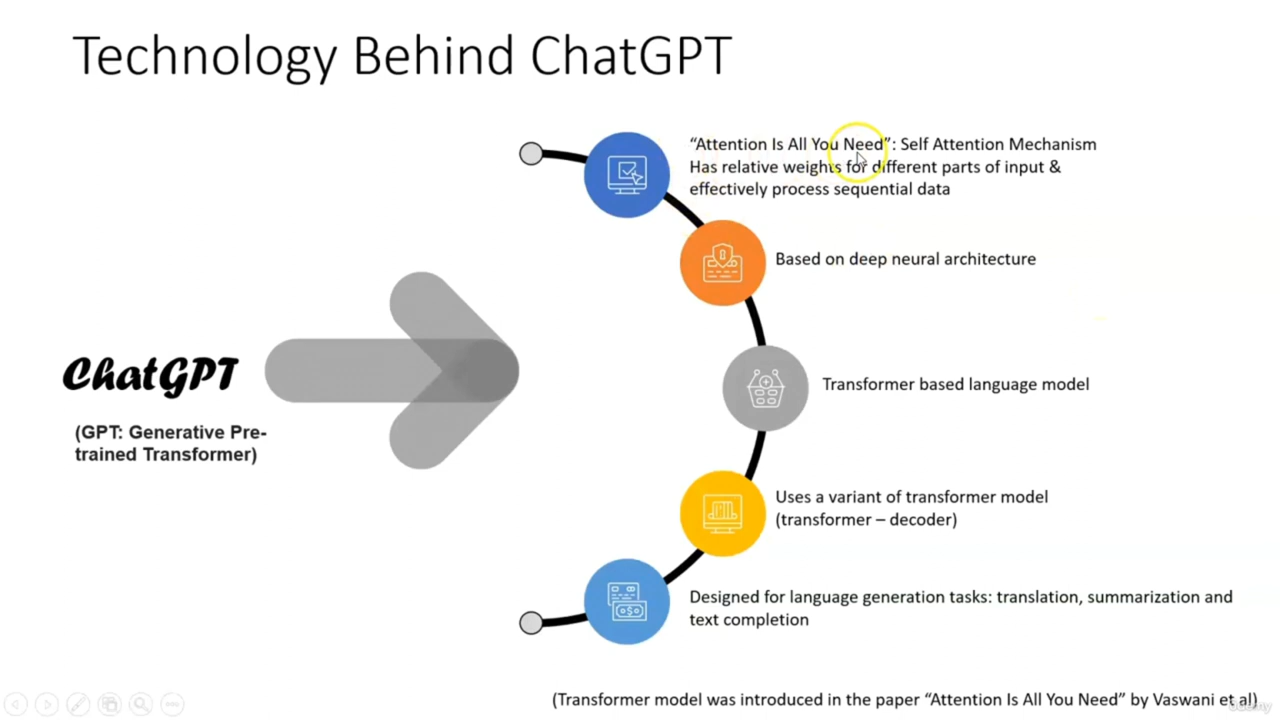 Technology Behind ChatGPT
“Attention Is All You Need”: Self Attention Mechanism
Has relative weights for different parts of input &
effectively process sequential data
Based on deep neural architecture
ChatGPT
(GPT: Generative Pre-
trained Transformer)
Transformer based language model
Uses a variant of transformer model
(transformer – decoder)
Designed for language generation tasks: translation, summarization and
text completion
(Transformer model was introduced in the paper “Attention Is All You Need” by Vaswani et al)
Udemy